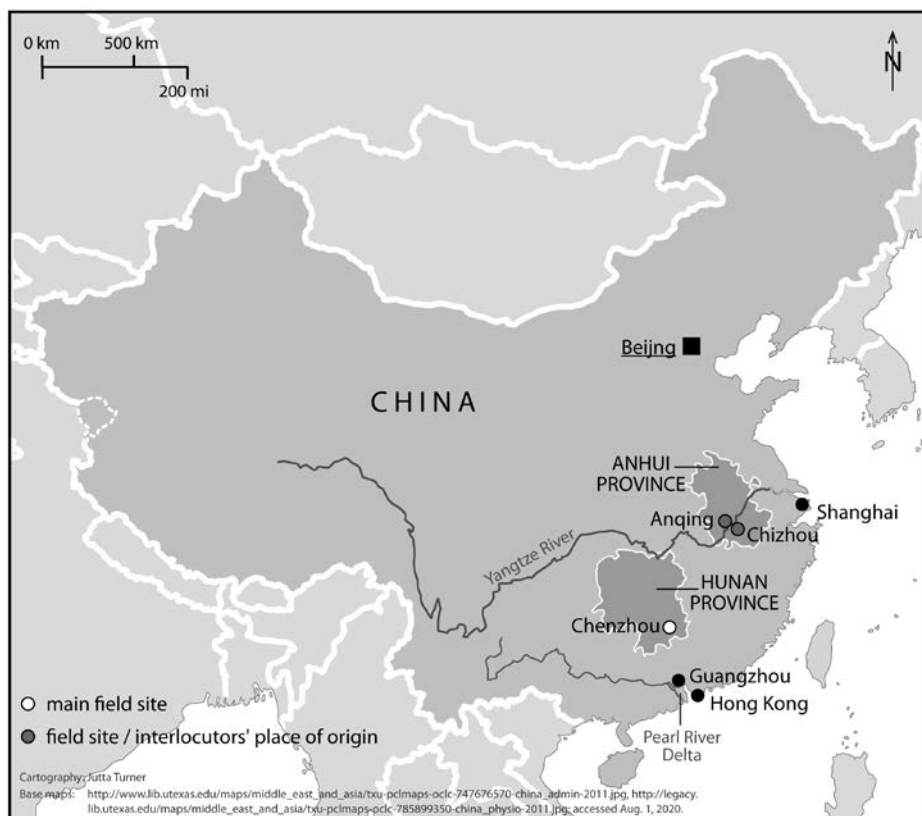 0 km 500 km
200 mi
N
Beijng
CHINA
ANHUI
PROVINCE
Shanghai
Anqing
Chizhou
Yangtze River
HUNAN
PROVINCE
Chenzhou
Guangzhou
Hong Kong
Pearl River
Delta
main field site
field site / interlocutors' place of origin
Cartography: Jutta Turner
Base maps: http://www.lib.utexas.edu/maps/middle_east_and_asia/txu-pclmaps-oclc-747676570-china_admin-2011.jpg, http://legacy.
lib.utexas.edu/maps/middle_east_and_asia/txu-pclmaps-oclc-785899350-china_physio-2011.jpg; accessed Aug. 1, 2020.